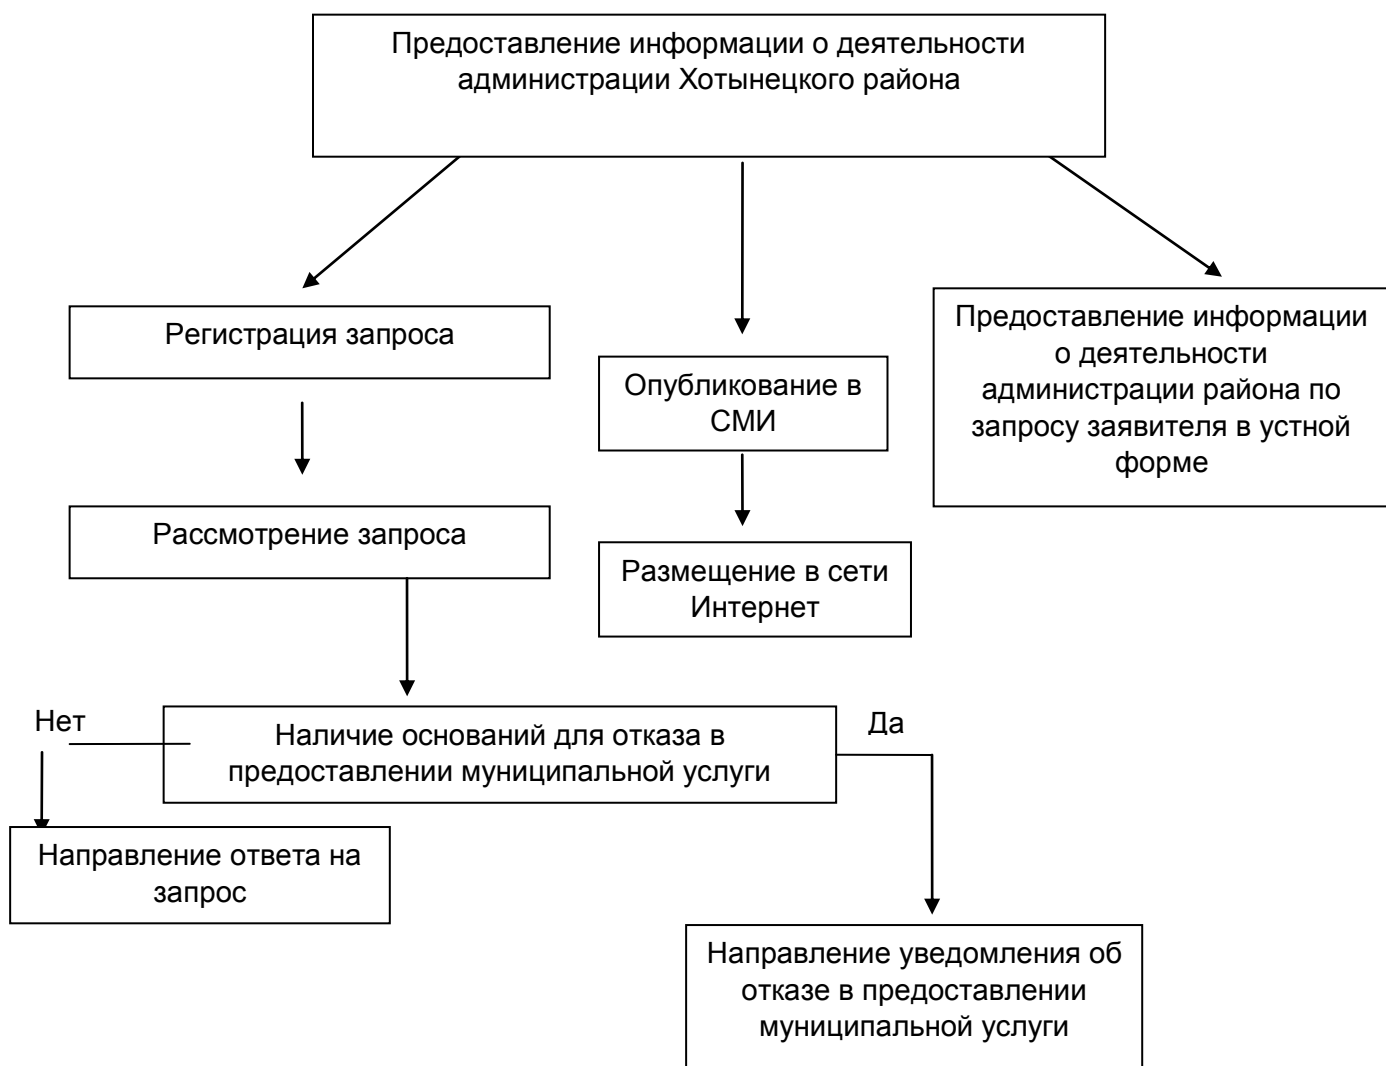 Предоставление информации о деятельности
администрации Хотынецкого района
Регистрация запроса
Опубликование в
СМИ
Предоставление информации
о деятельности
администрации района по
запросу заявителя в устной
форме
Рассмотрение запроса
Размещение в сети
Интернет
Нет
Наличие оснований для отказа в
предоставлении муниципальной услуги
Да
Направление ответа на
запрос
Направление уведомления об
отказе в предоставлении
муниципальной услуги